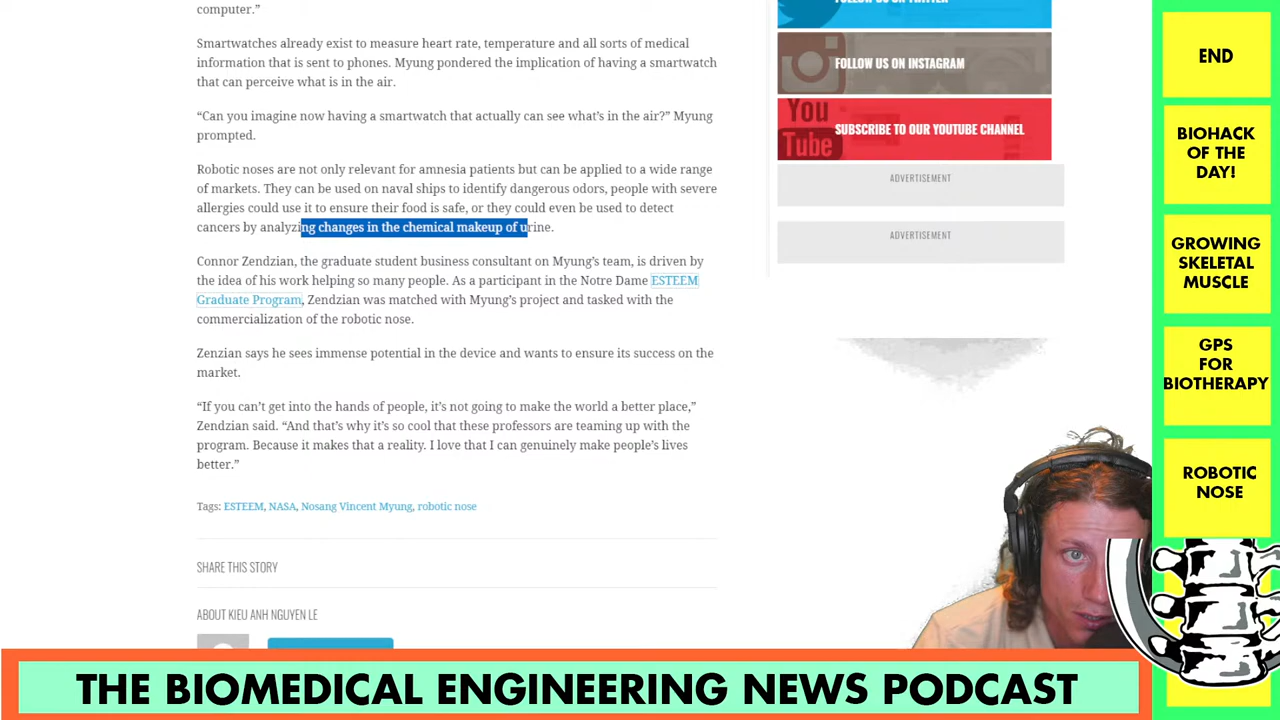 computer.”
Smartwatches already exist to measure heart rate, temperature and all sorts of medical
information that is sent to phones. Myung pondered the implication of having a smartwatch
that can perceive what is in the air.
“Can you imagine now having a smartwatch that actually can see what’s in the air?” Myung
prompted.
Robotic noses are not only relevant for amnesia patients but can be applied to a wide range
of markets. They can be used on naval ships to identify dangerous odors, people with severe
allergies could use it to ensure their food is safe, or they could even be used to detect
cancers by analyzing changes in the chemical makeup of urine.
Connor Zendzian, the graduate student business consultant on Myung’s team, is driven by
the idea of his work helping so many people. As a participant in the Notre Dame ESTEEM
Graduate Program, Zendzian was matched with Myung’s project and tasked with the
commercialization of the robotic nose.
Zenzian says he sees immense potential in the device and wants to ensure its success on the
market.
“If you can’t get into the hands of people, it’s not going to make the world a better place,”
Zendzian said. “And that’s why it’s so cool that these professors are teaming up with the
program. Because it makes that a reality. I love that I can genuinely make people’s lives
better.”
Tags: ESTEEM, NASA, Nosang Vincent Myung, robotic nose
SHARE THIS STORY
ABOUT KIEU ANH NGUYEN LE
FOLLOW US ON TWITTER
FOLLOW US ON INSTAGRAM
You
Tube
SUBSCRIBE TO OUR YOUTUBE CHANNEL
ADVERTISEMENT
ADVERTISEMENT
END
BIOHACK
OF THE
DAY!
GROWING
SKELETAL
MUSCLE
GPS
FOR
BIOTHERAPY
ROBOTIC
NOSE
THE BIOMEDICAL ENGINEERING NEWS PODCAST